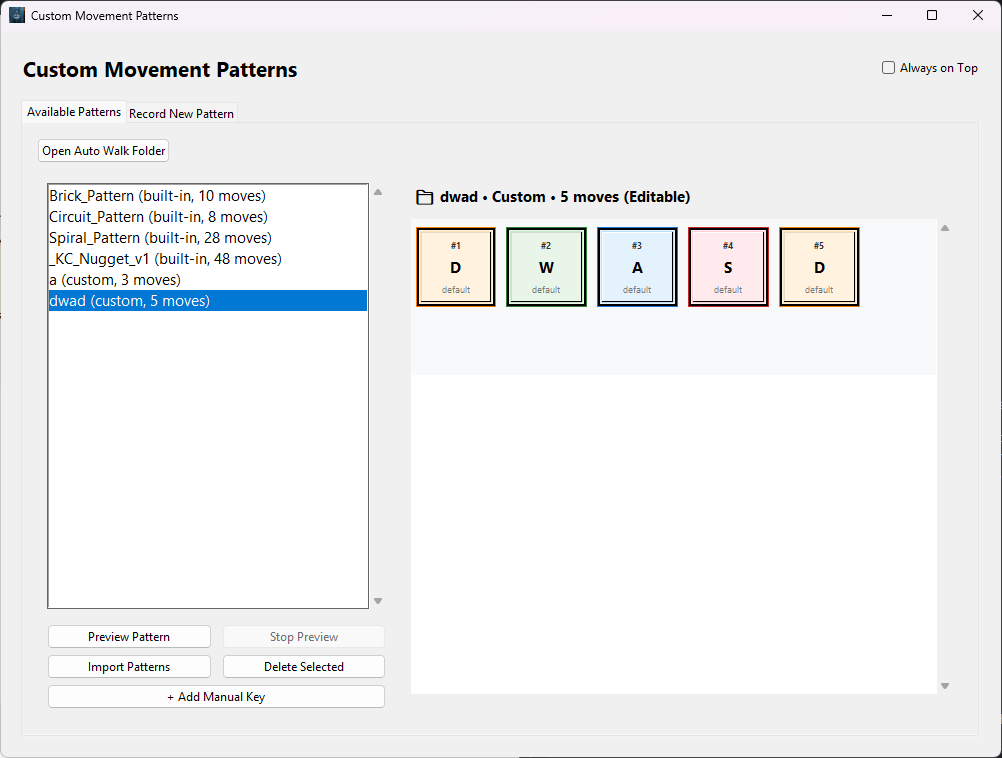 Custom Movement Patterns
Custom Movement Patterns
Always on Top
Available Patterns
Record New Pattern
Open Auto Walk Folder
Brick_Pattern (built-in, 10 moves)
Circuit_Pattern (built-in, 8 moves)
Spiral_Pattern (built-in, 28 moves)
_KC_Nugget_v1 (built-in, 48 moves)
a (custom, 3 moves)
dwad (custom, 5 moves)
Preview Pattern
Stop Preview
Import Patterns
Delete Selected
+ Add Manual Key
dwad • Custom • 5 moves (Editable)
#1
D
default
#2
W
default
#3
A
default
#4
S
default
#5
D
default